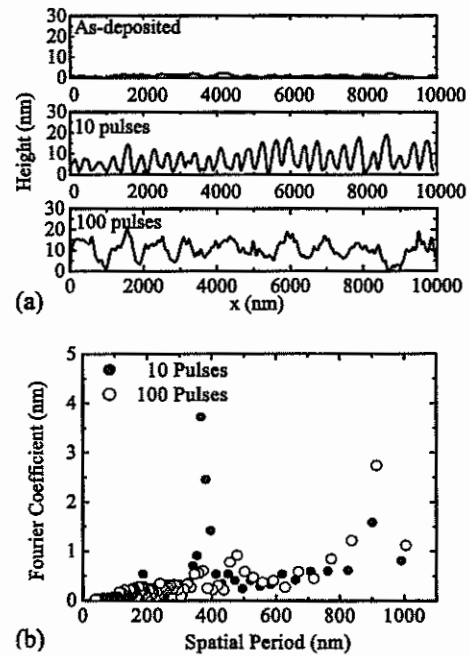 As-deposited
30
20
10
0
0 2000 4000 6000 8000 10000
10 pulses
30
20
10
0
0 2000 4000 6000 8000 10000
100 pulses
30
20
10
0
0 2000 4000 6000 8000 10000
Height (nm)
x (nm)
(a)
5
4
3
2
1
0
10 Pulses
100 Pulses
Fourier Coefficient (nm)
0 200 400 600 800 1000
Spatial Period (nm)
(b)